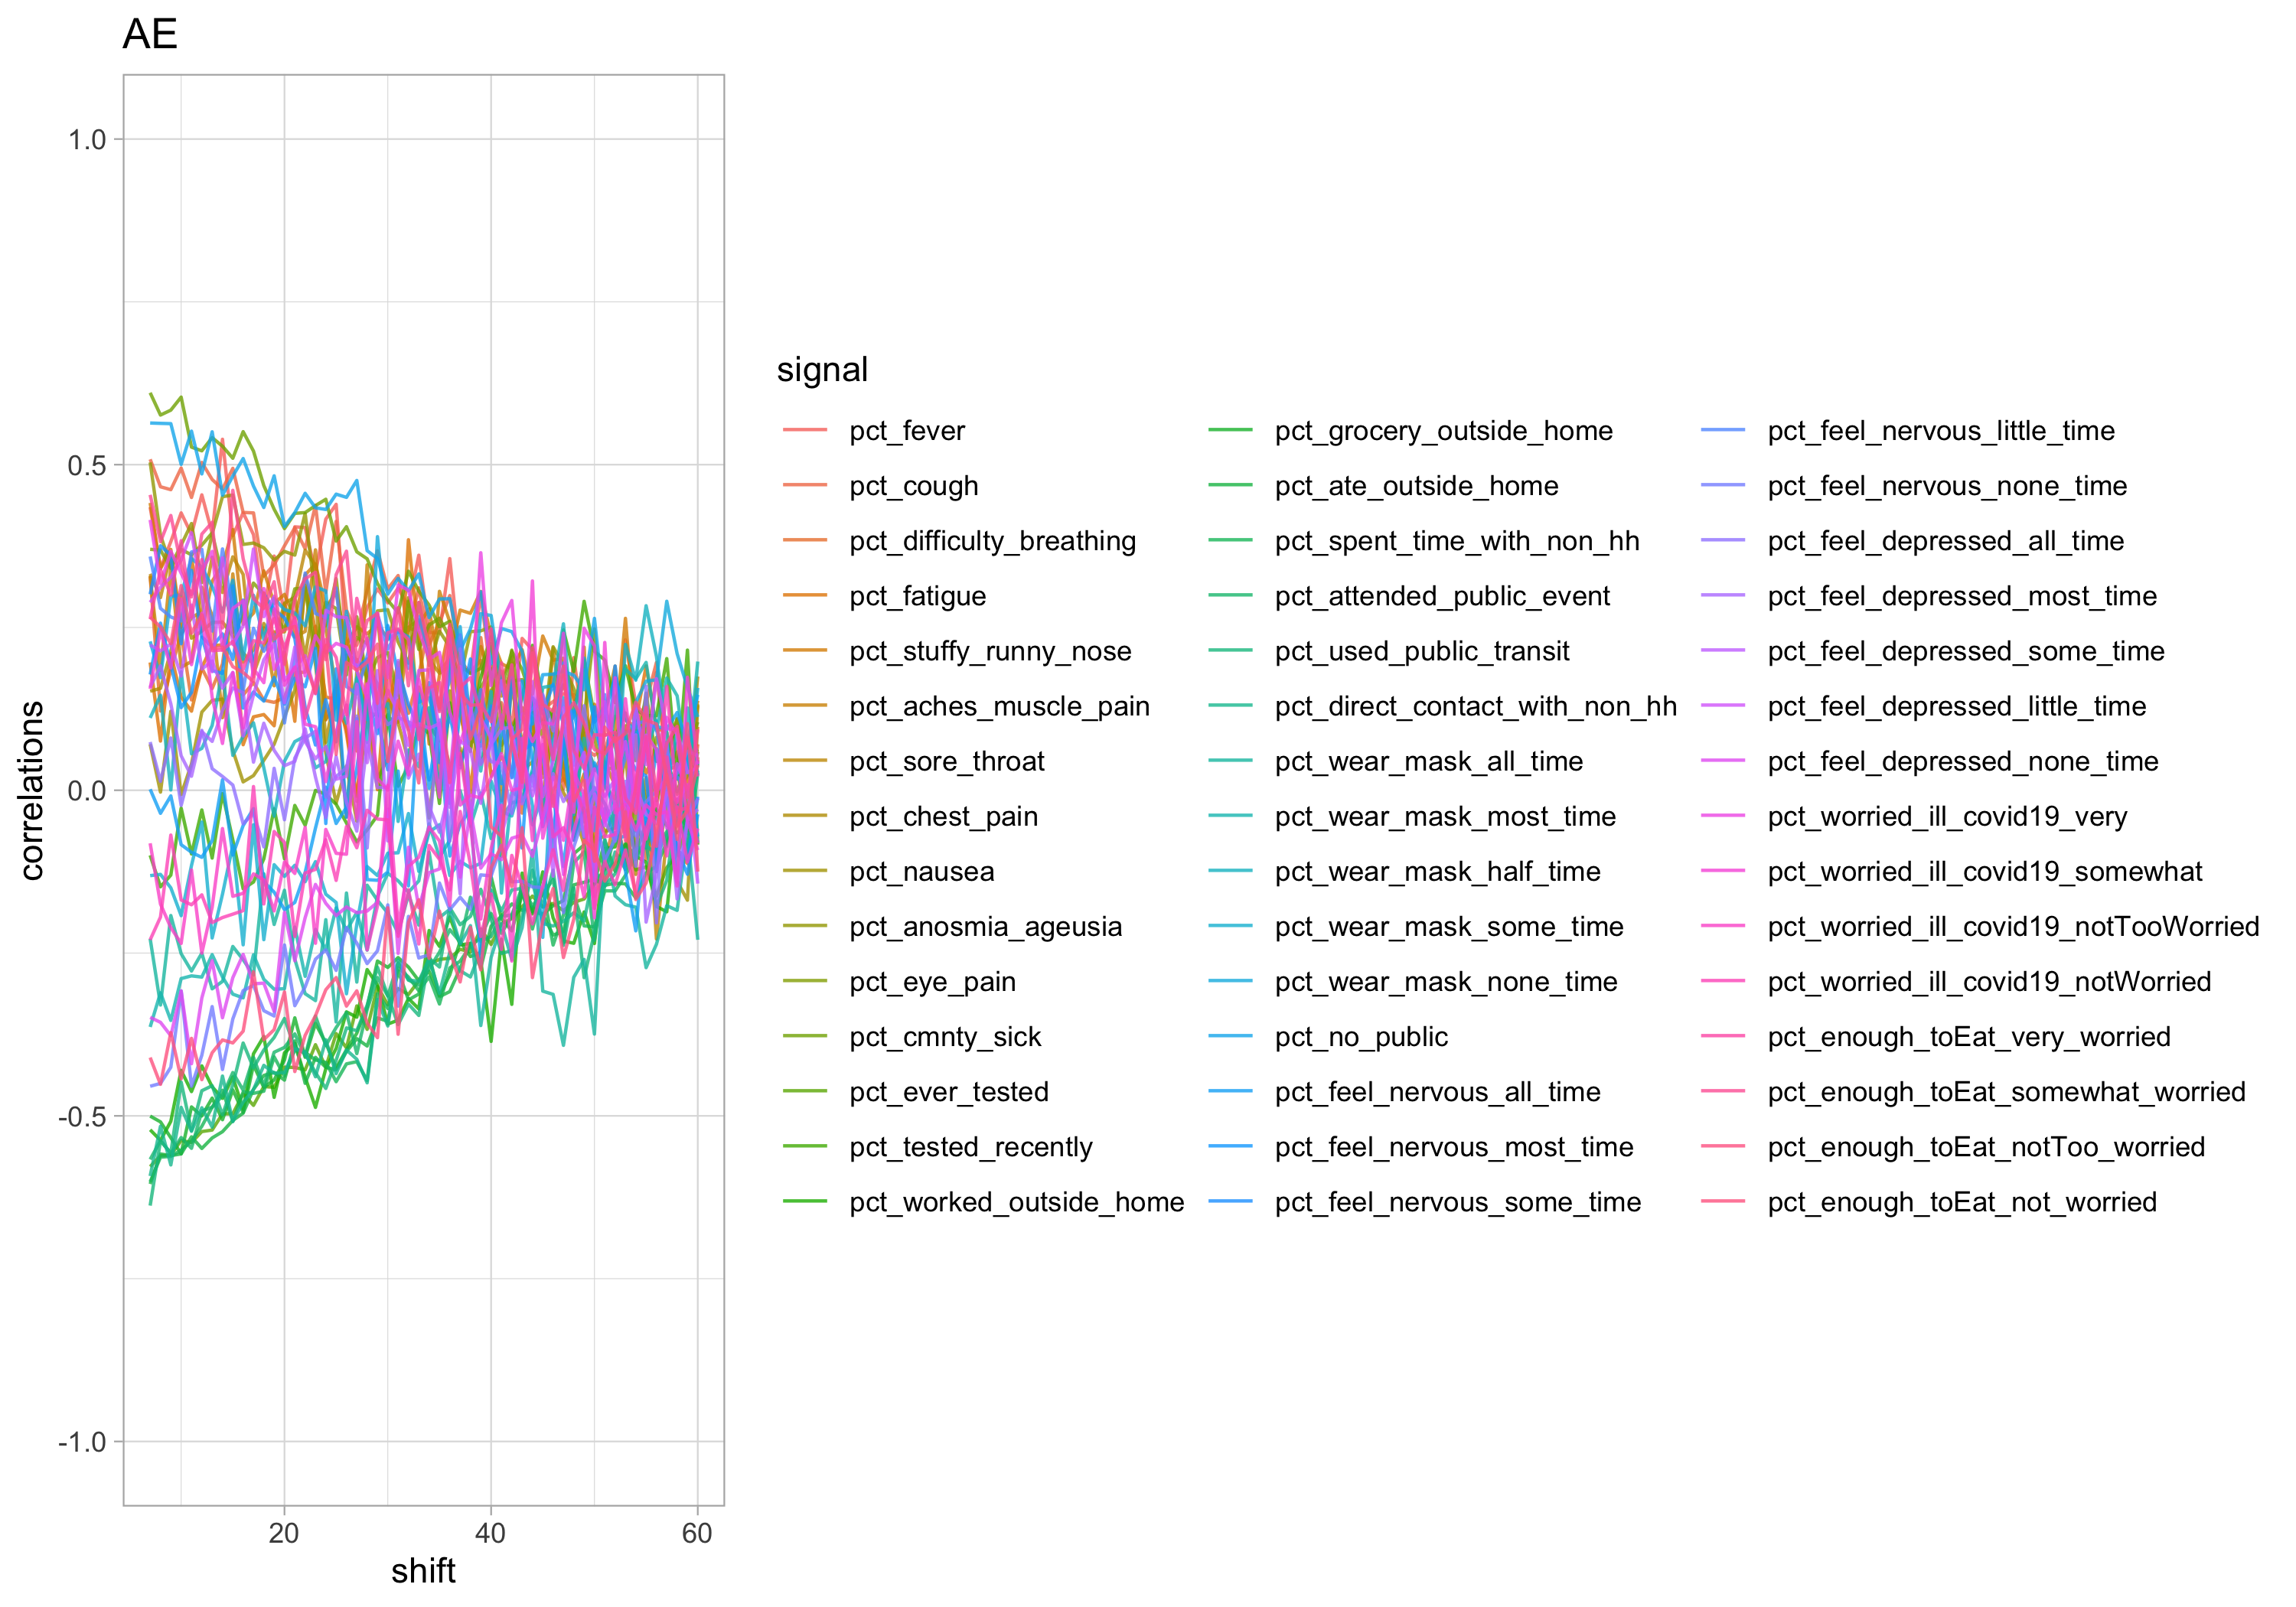 AE
1.0
0.5
0.0
-0.5
-1.0
correlations
20
40
60
shift
signal
pct_fever
pct_cough
pct_difficulty_breathing
pct_fatigue
pct_stuffy_runny_nose
pct_aches_muscle_pain
pct_sore_throat
pct_chest_pain
pct_nausea
pct_anosmia_ageusia
pct_eye_pain
pct_cmnty_sick
pct_ever_tested
pct_tested_recently
pct_worked_outside_home
pct_grocery_outside_home
pct_ate_outside_home
pct_spent_time_with_non_hh
pct_attended_public_event
pct_used_public_transit
pct_direct_contact_with_non_hh
pct_wear_mask_all_time
pct_wear_mask_most_time
pct_wear_mask_half_time
pct_wear_mask_some_time
pct_wear_mask_none_time
pct_no_public
pct_feel_nervous_all_time
pct_feel_nervous_most_time
pct_feel_nervous_some_time
pct_feel_nervous_little_time
pct_feel_nervous_none_time
pct_feel_depressed_all_time
pct_feel_depressed_most_time
pct_feel_depressed_some_time
pct_feel_depressed_little_time
pct_feel_depressed_none_time
pct_worried_ill_covid19_very
pct_worried_ill_covid19_somewhat
pct_worried_ill_covid19_notTooWorried
pct_worried_ill_covid19_notWorried
pct_enough_toEat_very_worried
pct_enough_toEat_somewhat_worried
pct_enough_toEat_notToo_worried
pct_enough_toEat_not_worried